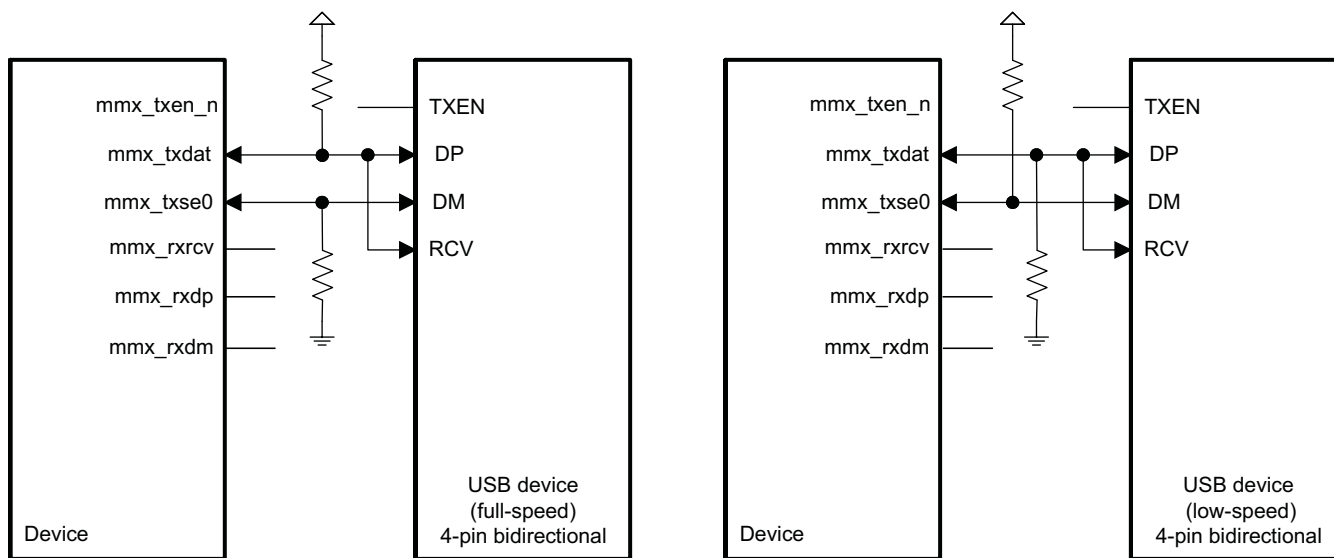 mmx_txen_n
mmx_txdat
mmx_txse0
mmx_rxrcv
mmx_rxdp
mmx_rxdm
Device
TXEN
DP
DM
RCV
USB device
(full-speed)
4-pin bidirectional
mmx_txen_n
mmx_txdat
mmx_txse0
mmx_rxrcv
mmx_rxdp
mmx_rxdm
Device
TXEN
DP
DM
RCV
USB device
(low-speed)
4-pin bidirectional